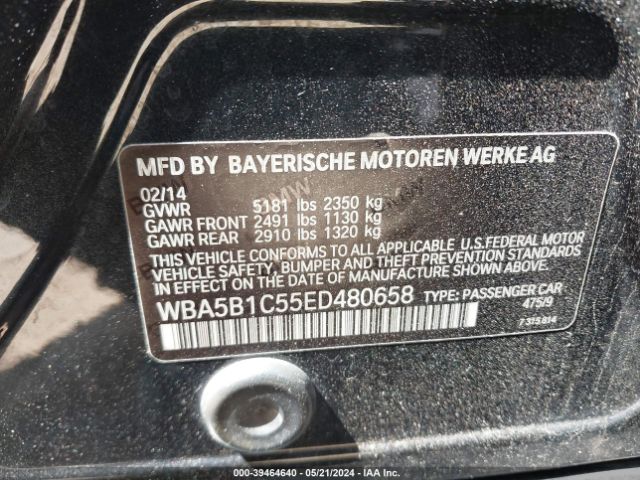 MFD BY BAYERISCHE MOTOREN WERKE AG
02/14
GVWR 5181 lbs 2350 kg
GAWR FRONT 2491 lbs 1130 kg
GAWR REAR 2910 lbs 1320 kg
THIS VEHICLE CONFORMS TO ALL APPLICABLE U.S.FEDERAL MOTOR
VEHICLE SAFETY, BUMPER AND THEFT PREVENTION STANDARDS
IN EFFECT ON THE DATE OF MANUFACTURE SHOWN ABOVE.
WBA5B1C55ED480658 TYPE: PASSENGER CAR
475/9
7 315 814
000-39464640 / 05/21/2024 / IAA Inc.